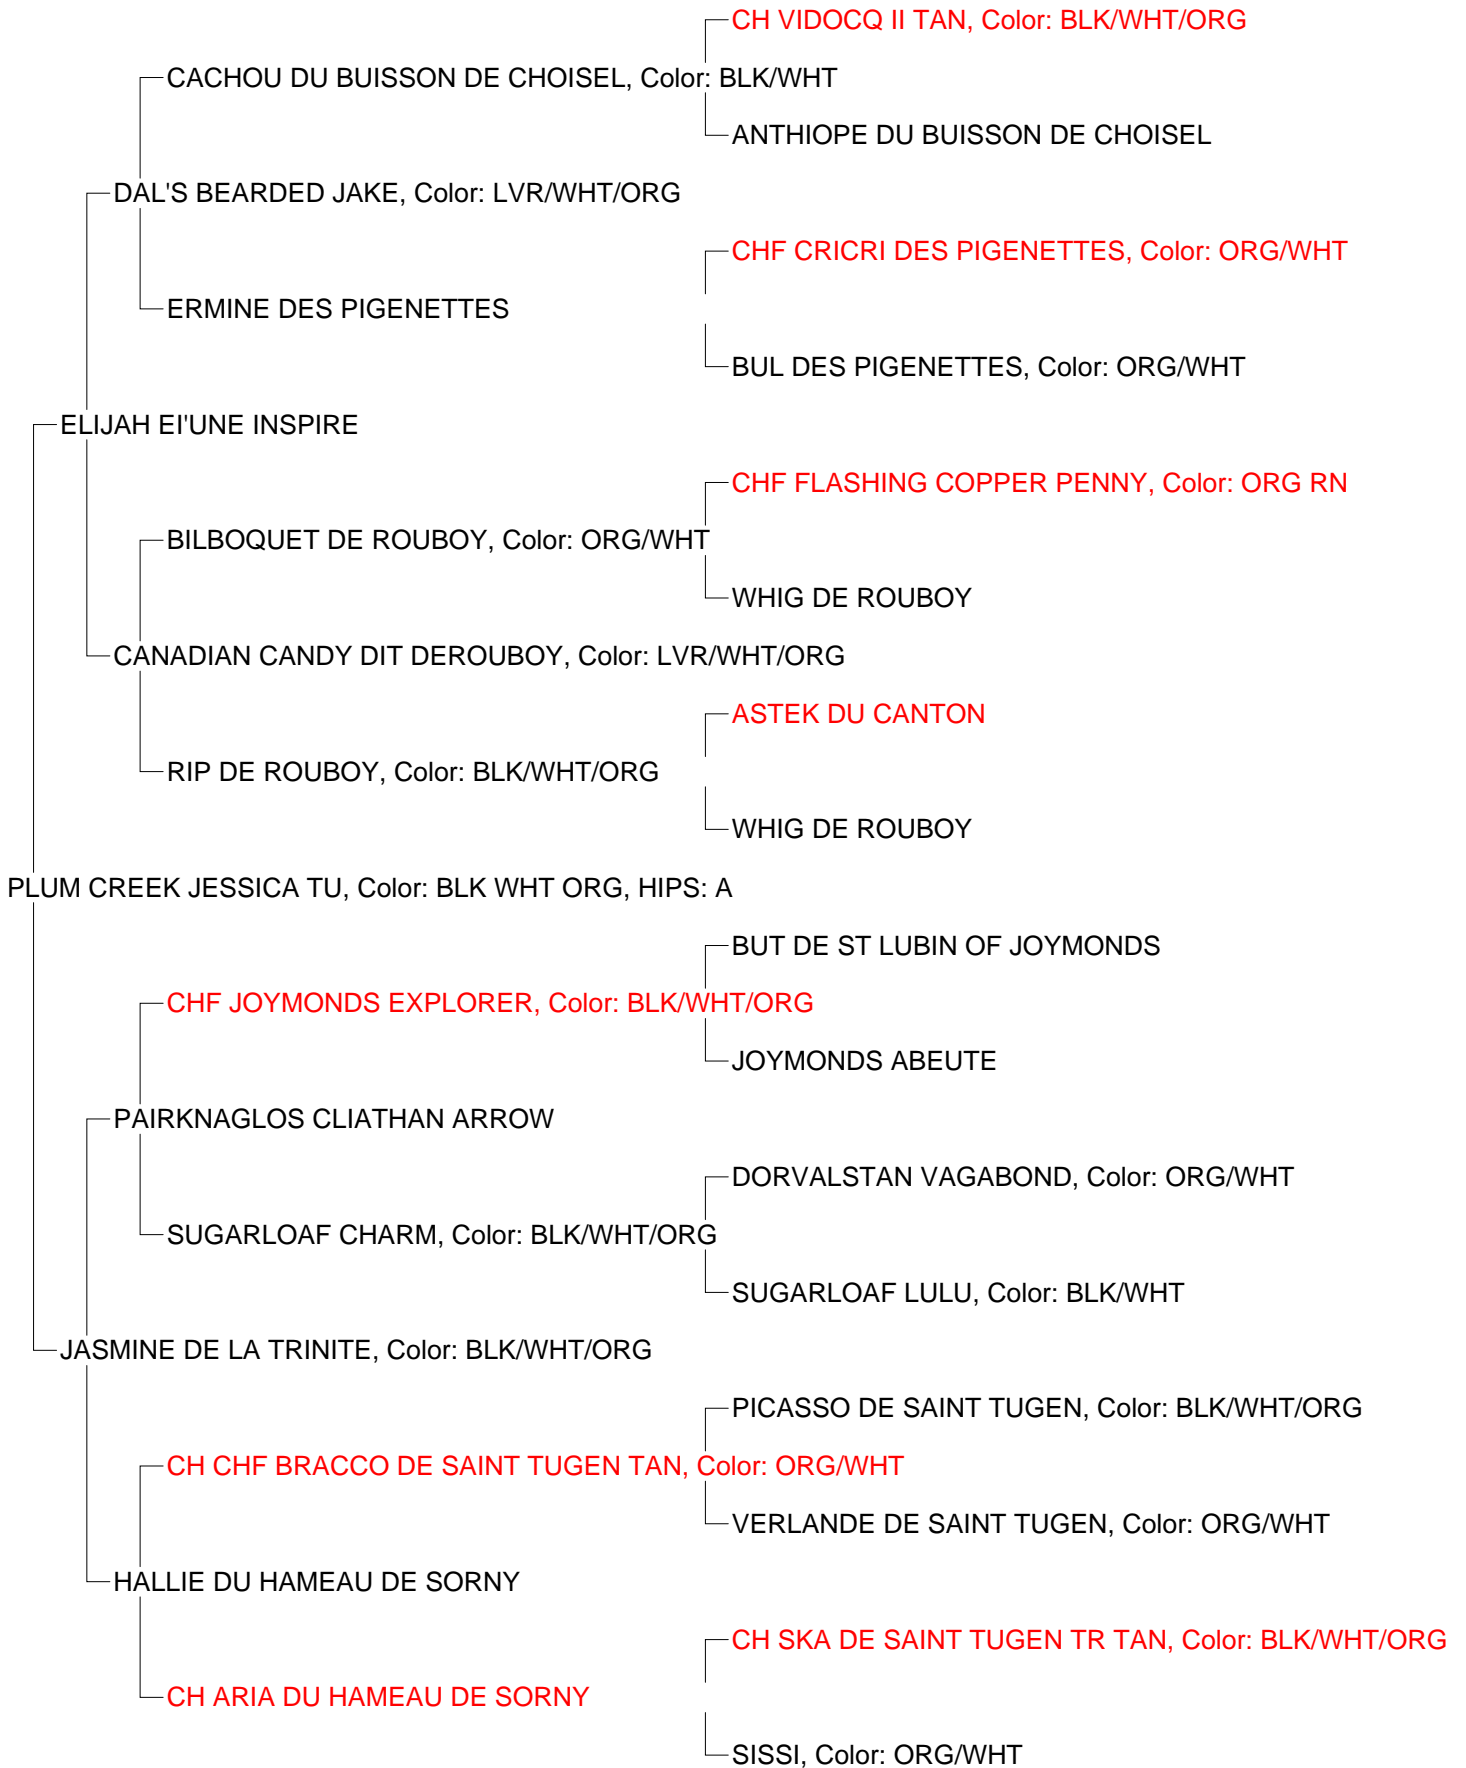 CH VIDOCQ II TAN, Color: BLK/WHT/ORG
CACHOU DU BUISSON DE CHOISEL, Color: BLK/WHT
ANTHIOPE DU BUISSON DE CHOISEL
DAL'S BEARDED JAKE, Color: LVR/WHT/ORG
CHF CRICRI DES PIGENETTES, Color: ORG/WHT
ERMINE DES PIGENETTES
BUL DES PIGENETTES, Color: ORG/WHT
ELIJAH EI'UNE INSPIRE
CHF FLASHING COPPER PENNY, Color: ORG RN
BILBOQUET DE ROUBOY, Color: ORG/WHT
WHIG DE ROUBOY
CANADIAN CANDY DIT DEROUBOY, Color: LVR/WHT/ORG
ASTEK DU CANTON
RIP DE ROUBOY, Color: BLK/WHT/ORG
WHIG DE ROUBOY
PLUM CREEK JESSICA TU, Color: BLK WHT ORG, HIPS: A
BUT DE ST LUBIN OF JOYMONDS
CHF JOYMONDS EXPLORER, Color: BLK/WHT/ORG
JOYMONDS ABEUTE
PAIRKNAGLOS CLIATHAN ARROW
DORVALSTAN VAGABOND, Color: ORG/WHT
SUGARLOAF CHARM, Color: BLK/WHT/ORG
SUGARLOAF LULU, Color: BLK/WHT
JASMINE DE LA TRINITE, Color: BLK/WHT/ORG
PICASSO DE SAINT TUGEN, Color: BLK/WHT/ORG
CH CHF BRACCO DE SAINT TUGEN TAN, Color: ORG/WHT
VERLANDE DE SAINT TUGEN, Color: ORG/WHT
HALLIE DU HAMEAU DE SORNY
CH SKA DE SAINT TUGEN TR TAN, Color: BLK/WHT/ORG
CH ARIA DU HAMEAU DE SORNY
SISSI, Color: ORG/WHT